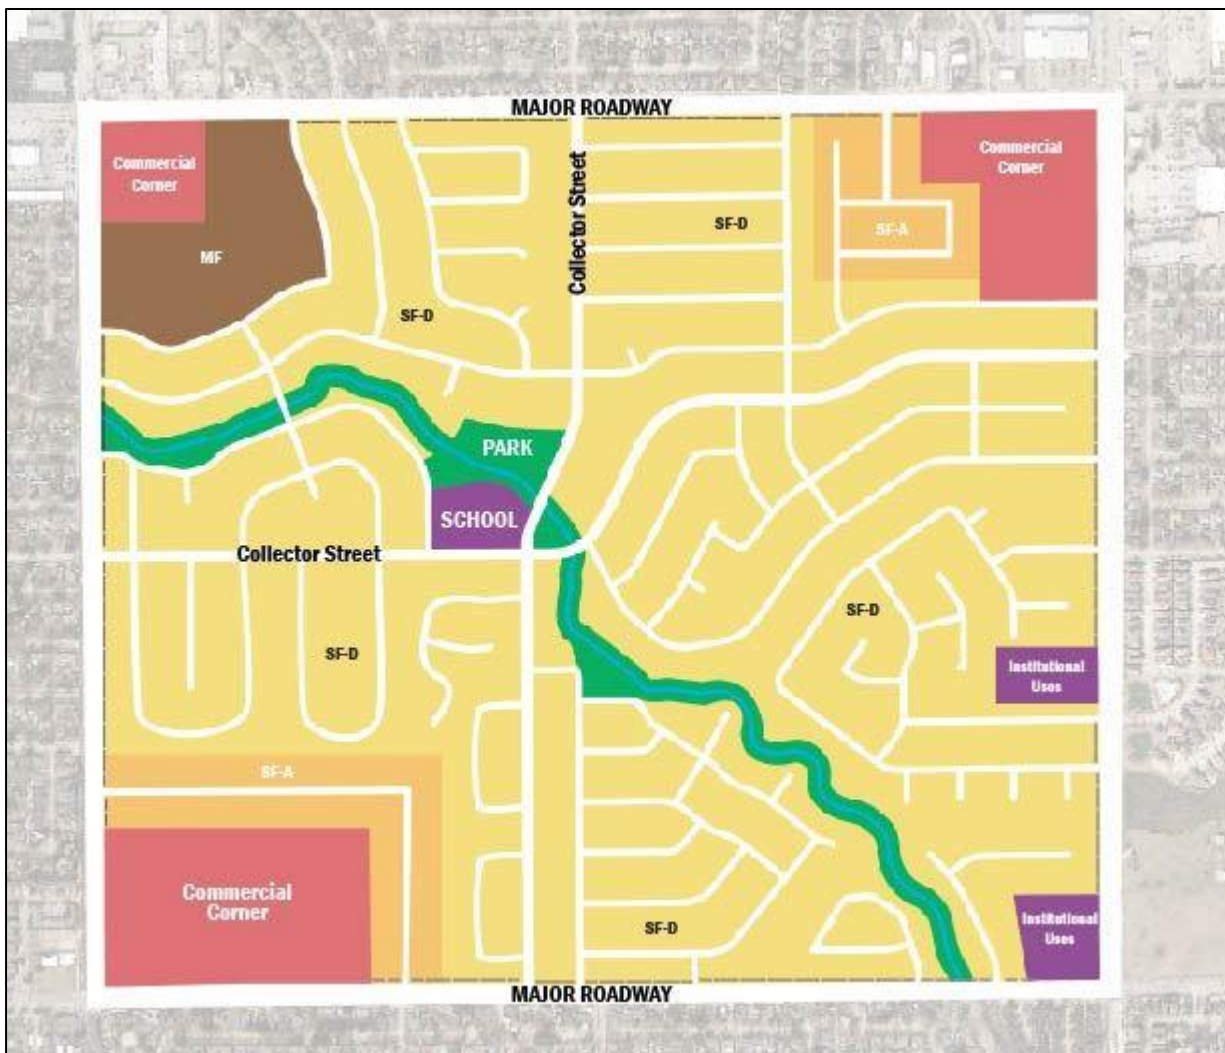 MAJOR ROADWAY
Commercial
Corner
Collector Street
Commercial
Corner
SF-D
SF-A
MF
SF-D
PARK
SCHOOL
Collector Street
SF-D
SF-D
Institutional
Uses
SF-A
Commercial
Corner
SF-D
Institutional
Uses
MAJOR ROADWAY